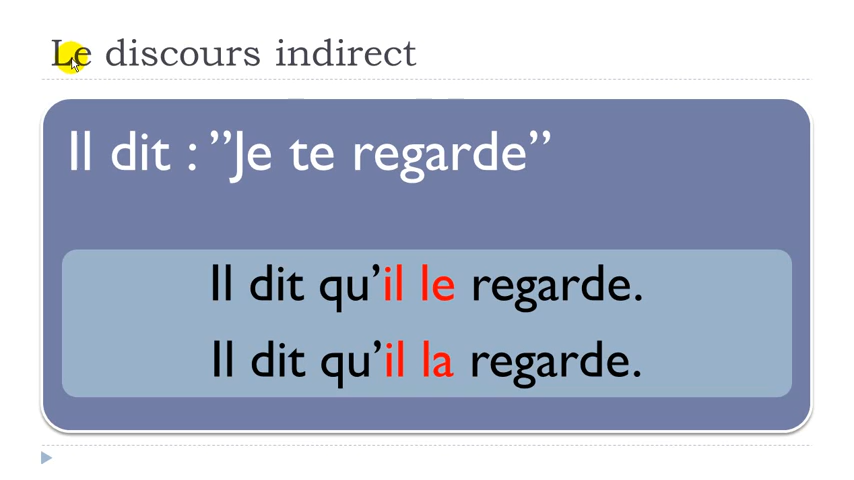 Le discours indirect
Il dit : ”Je te regarde”
Il dit qu’il le regarde.
Il dit qu’il la regarde.